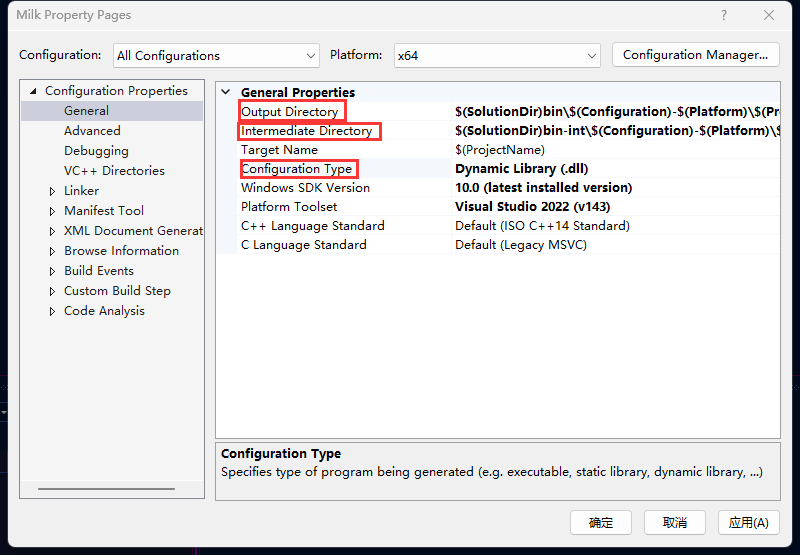 Milk Property Pages
Configuration: All Configurations Platform: x64 Configuration Manager...
Configuration Properties
General
Advanced
Debugging
VC++ Directories
Linker
Manifest Tool
XML Document Generat
Browse Information
Build Events
Custom Build Step
Code Analysis
General Properties
Output Directory $(SolutionDir)bin\$(Configuration)-$(Platform)\$(Pro
Intermediate Directory $(SolutionDir)bin-int\$(Configuration)-$(Platform)\$
Target Name $(ProjectName)
Configuration Type Dynamic Library (.dll)
Windows SDK Version 10.0 (latest installed version)
Platform Toolset Visual Studio 2022 (v143)
C++ Language Standard Default (ISO C++14 Standard)
C Language Standard Default (Legacy MSVC)
Configuration Type
Specifies type of program being generated (e.g. executable, static library, dynamic library, ...)
确定 取消 应用(A)